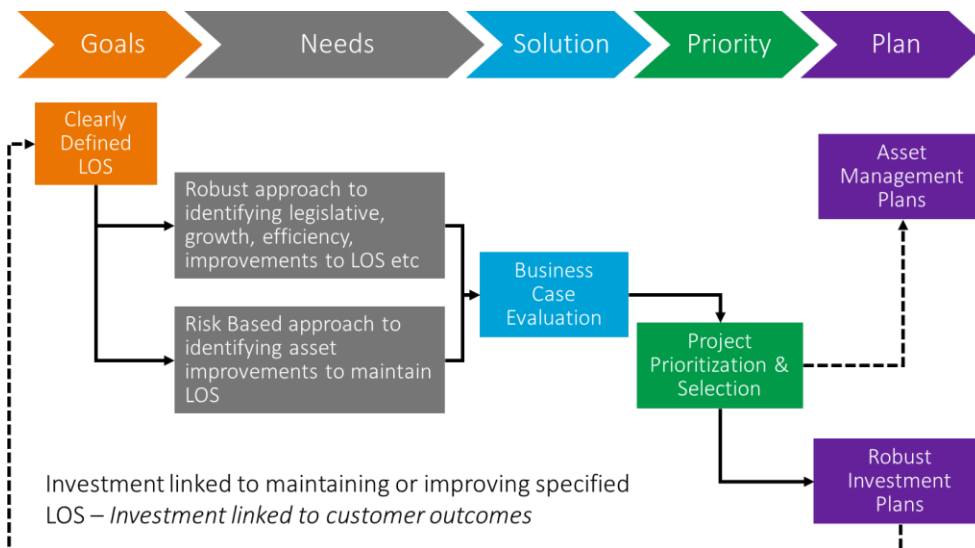 Goals
Needs
Solution
Priority
Plan
Clearly
Defined
LOS
Robust approach to
identifying legislative,
growth, efficiency,
improvements to LOS etc
Risk Based approach to
identifying asset
improvements to maintain
LOS
Business
Case
Evaluation
Project
Prioritization &
Selection
Asset
Management
Plans
Robust
Investment
Plans
Investment linked to maintaining or improving specified
LOS – Investment linked to customer outcomes